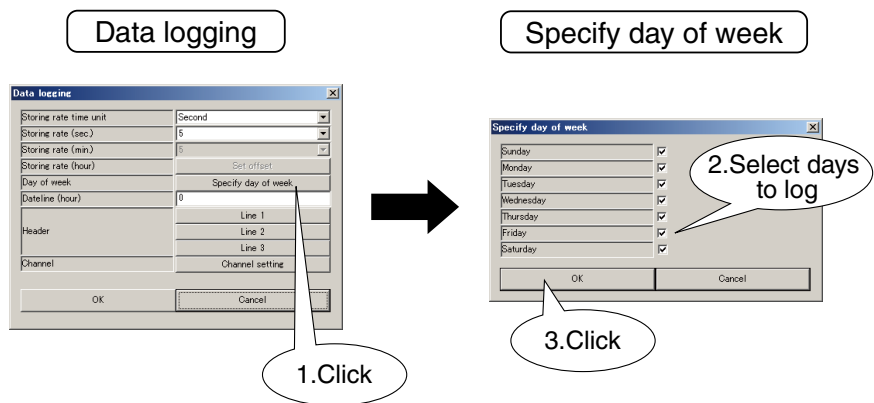 Data logging
Specify day of week
Data logging
Storing rate time unit Second
Storing rate (sec.) 5
Storing rate (min.) 5
Storing rate (hour) Set offset
Day of week Specify day of week
Dateline (hour) 0
Header Line 1
Line 2
Line 3
Channel Channel setting
OK Cancel
1.Click
Specify day of week
Sunday
Monday
Tuesday
Wednesday
Thursday
Friday
Saturday
2.Select days
to log
OK Cancel
3.Click